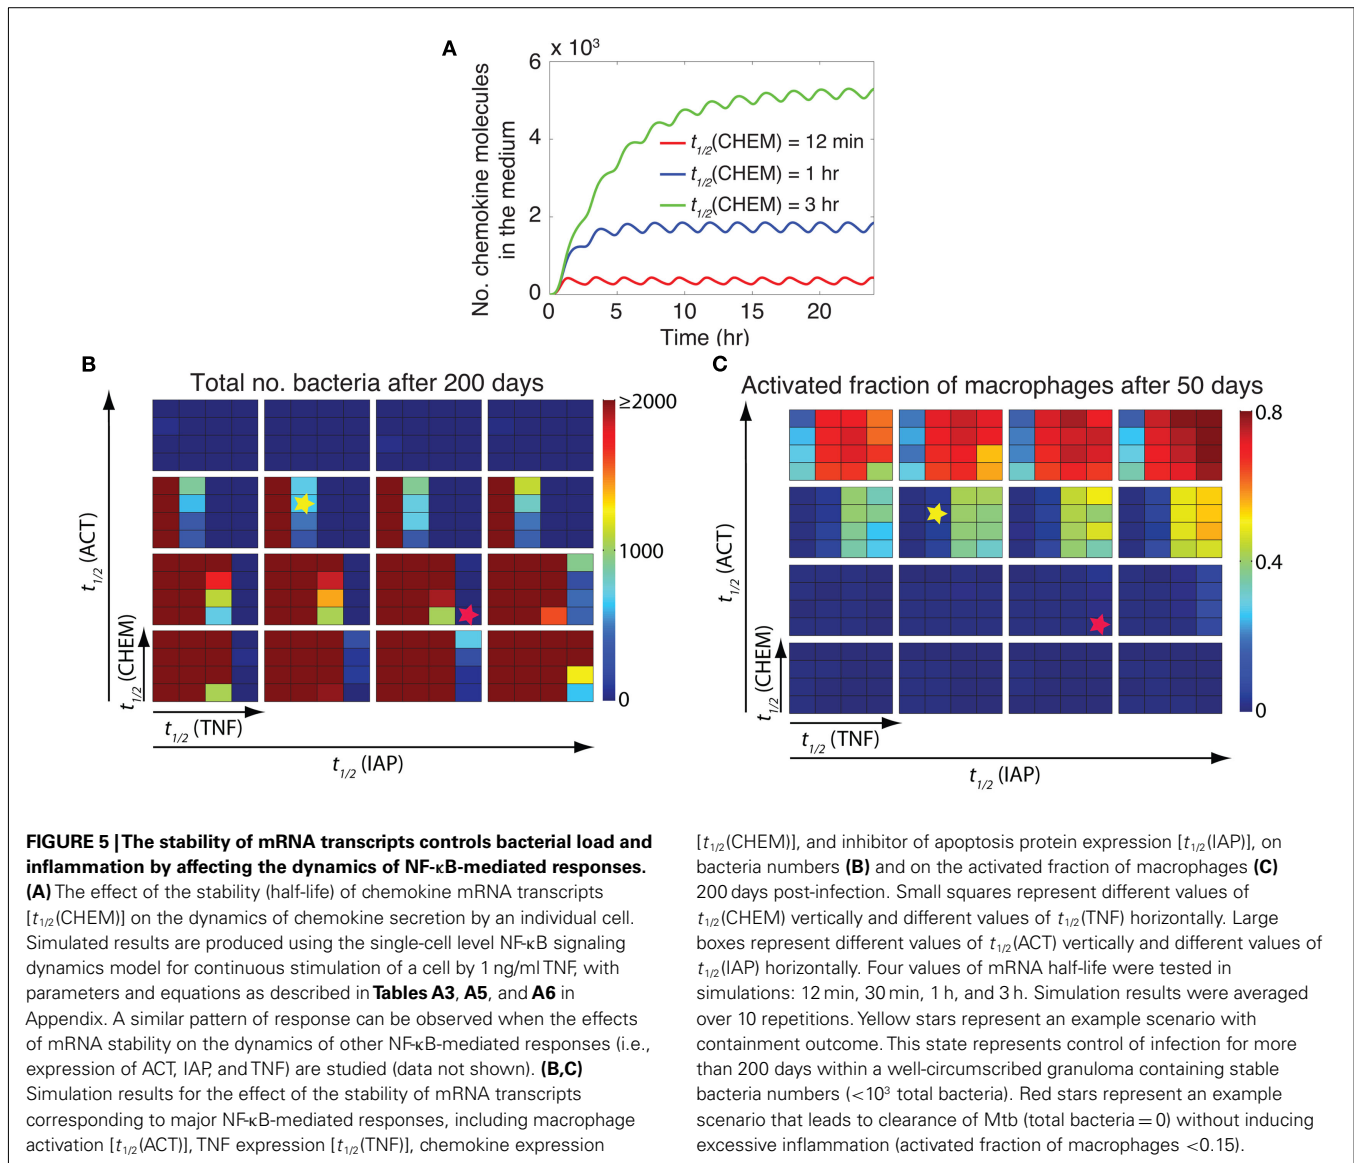 A
x 10³
6
4
2
0
No. chemokine molecules
in the medium
t1/2(CHEM) = 12 min
t1/2(CHEM) = 1 hr
t1/2(CHEM) = 3 hr
0 5 10 15 20
Time (hr)
B
Total no. bacteria after 200 days
≥2000
1000
0
t1/2 (ACT)
t1/2 (CHEM)
t1/2 (TNF)
t1/2 (IAP)
C
Activated fraction of macrophages after 50 days
0.8
0.4
0
t1/2 (ACT)
t1/2 (CHEM)
t1/2 (TNF)
t1/2 (IAP)
FIGURE 5 | The stability of mRNA transcripts controls bacterial load and
inflammation by affecting the dynamics of NF-κB-mediated responses.
(A) The effect of the stability (half-life) of chemokine mRNA transcripts
[t1/2(CHEM)] on the dynamics of chemokine secretion by an individual cell.
Simulated results are produced using the single-cell level NF-κB signaling
dynamics model for continuous stimulation of a cell by 1 ng/ml TNF, with
parameters and equations as described in Tables A3, A5, and A6 in
Appendix. A similar pattern of response can be observed when the effects
of mRNA stability on the dynamics of other NF-κB-mediated responses (i.e.,
expression of ACT, IAP, and TNF) are studied (data not shown). (B,C)
Simulation results for the effect of the stability of mRNA transcripts
corresponding to major NF-κB-mediated responses, including macrophage
activation [t1/2(ACT)], TNF expression [t1/2(TNF)], chemokine expression
[t1/2(CHEM)], and inhibitor of apoptosis protein expression [t1/2(IAP)], on
bacteria numbers (B) and on the activated fraction of macrophages (C)
200 days post-infection. Small squares represent different values of
t1/2(CHEM) vertically and different values of t1/2(TNF) horizontally. Large
boxes represent different values of t1/2(ACT) vertically and different values of
t1/2(IAP) horizontally. Four values of mRNA half-life were tested in
simulations: 12 min, 30 min, 1 h, and 3 h. Simulation results were averaged
over 10 repetitions. Yellow stars represent an example scenario with
containment outcome. This state represents control of infection for more
than 200 days within a well-circumscribed granuloma containing stable
bacteria numbers (<10³ total bacteria). Red stars represent an example
scenario that leads to clearance of Mtb (total bacteria = 0) without inducing
excessive inflammation (activated fraction of macrophages <0.15).